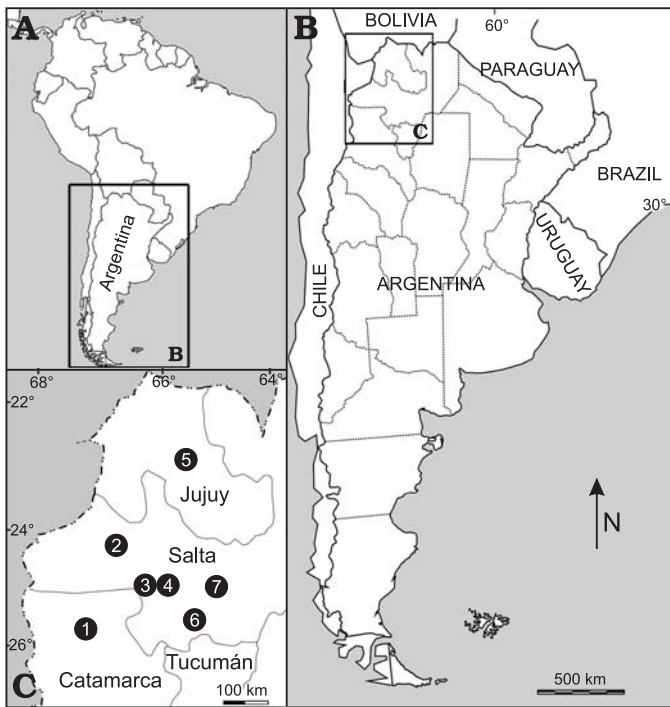 A
Argentina
B
B
BOLIVIA
60°
PARAGUAY
C
BRAZIL
30°
URUGUAY
CHILE
ARGENTINA
N
500 km
68°
66°
64°
22°
24°
26°
5
Jujuy
2
Salta
3
4
7
1
6
Tucumán
Catamarca
C
100 km